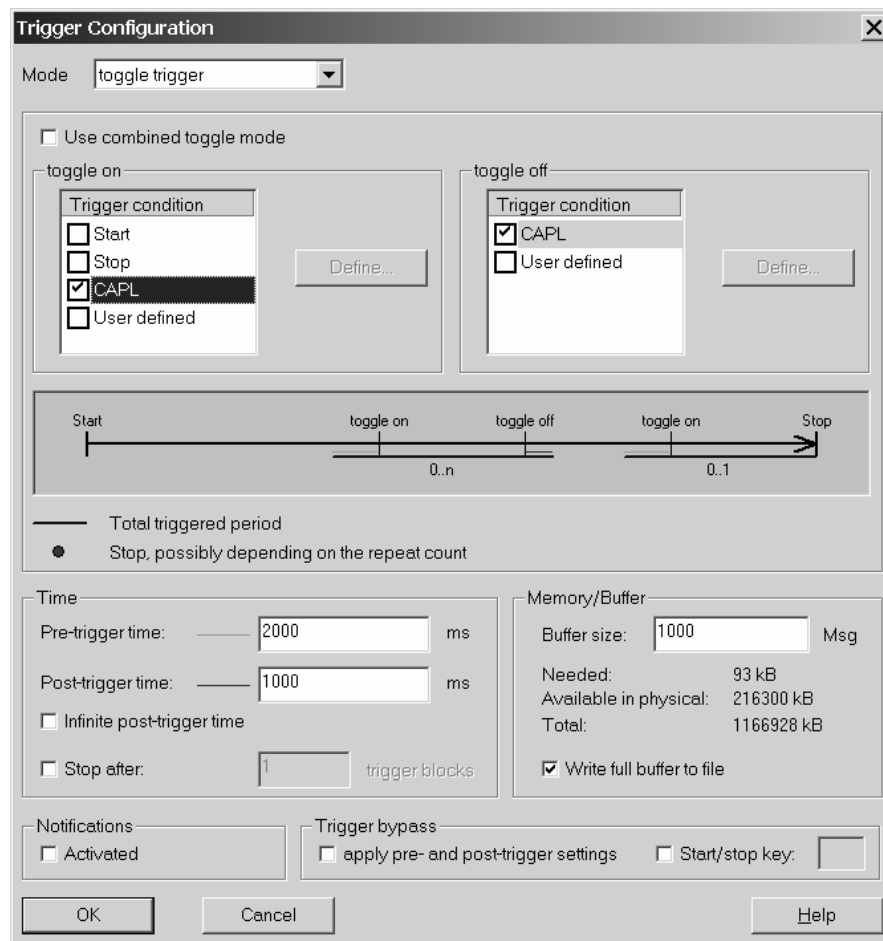 Trigger Configuration
Mode toggle trigger
Use combined toggle mode
toggle on
Trigger condition
Start
Stop
CAPL
User defined
Define...
toggle off
Trigger condition
CAPL
User defined
Define...
Start toggle on toggle off toggle on Stop
0..n 0..1
Total triggered period
Stop, possibly depending on the repeat count
Time
Pre-trigger time: 2000 ms
Post-trigger time: 1000 ms
Infinite post-trigger time
Stop after: 1 trigger blocks
Memory/Buffer
Buffer size: 1000 Msg
Needed: 93 kB
Available in physical: 216300 kB
Total: 1166928 kB
Write full buffer to file
Notifications
Activated
Trigger bypass
apply pre- and post-trigger settings Start/stop key:
OK Cancel Help